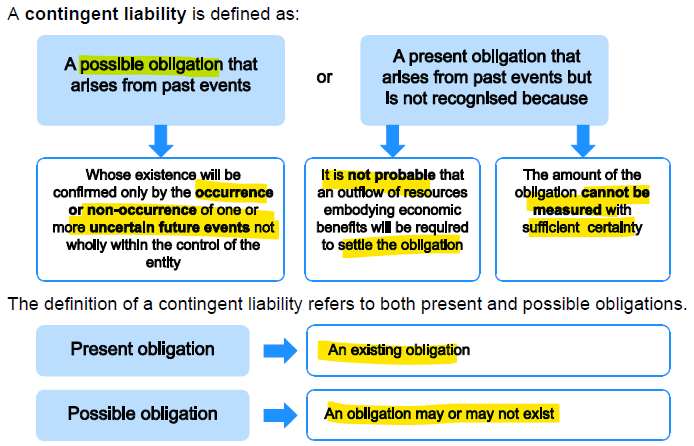 A contingent liability is defined as:
A possible obligation that
arises from past events
or
A present obligation that
arises from past events but
is not recognised because
Whose existence will be
confirmed only by the occurrence
or non-occurrence of one or
more uncertain future events not
wholly within the control of the
entity
It is not probable that
an outflow of resources
embodying economic
benefits will be required
to settle the obligation
The amount of the
obligation cannot be
measured with
sufficient certainty
The definition of a contingent liability refers to both present and possible obligations.
Present obligation
An existing obligation
Possible obligation
An obligation may or may not exist